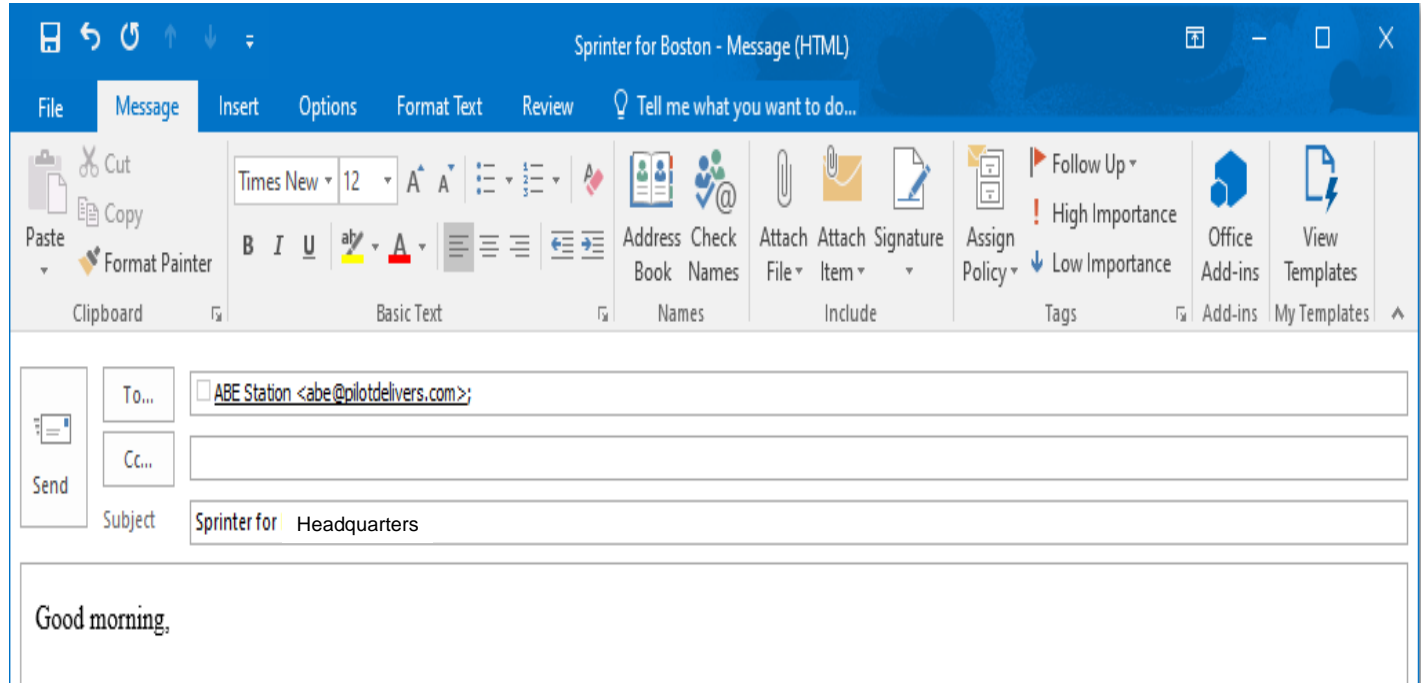 Sprinter for Boston - Message (HTML)
File Message Insert Options Format Text Review Tell me what you want to do...
Cut
Copy
Paste
Format Painter
Clipboard
Times New 12 A A
B I U aby A
Basic Text
Address Book
Check Names
Names
Attach File
Attach Item
Signature
Include
Assign Policy
Follow Up
! High Importance
Low Importance
Tags
Office Add-ins
Add-ins
View Templates
My Templates
Send
To... ABE Station <abe@pilotdelivers.com>;
Cc...
Subject Sprinter for Headquarters
Good morning,